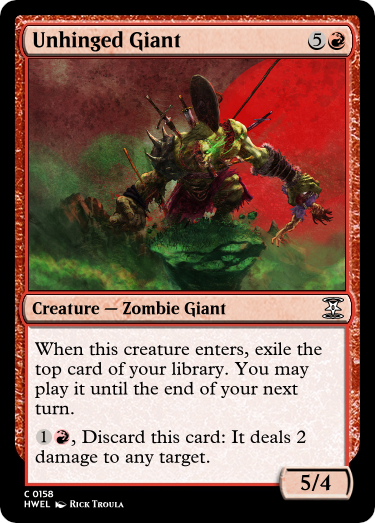 Unhinged Giant 5
Creature — Zombie Giant
When this creature enters, exile the
top card of your library. You may
play it until the end of your next
turn.
1, Discard this card: It deals 2
damage to any target.
5/4
C 0158
HWEL Rick Troula